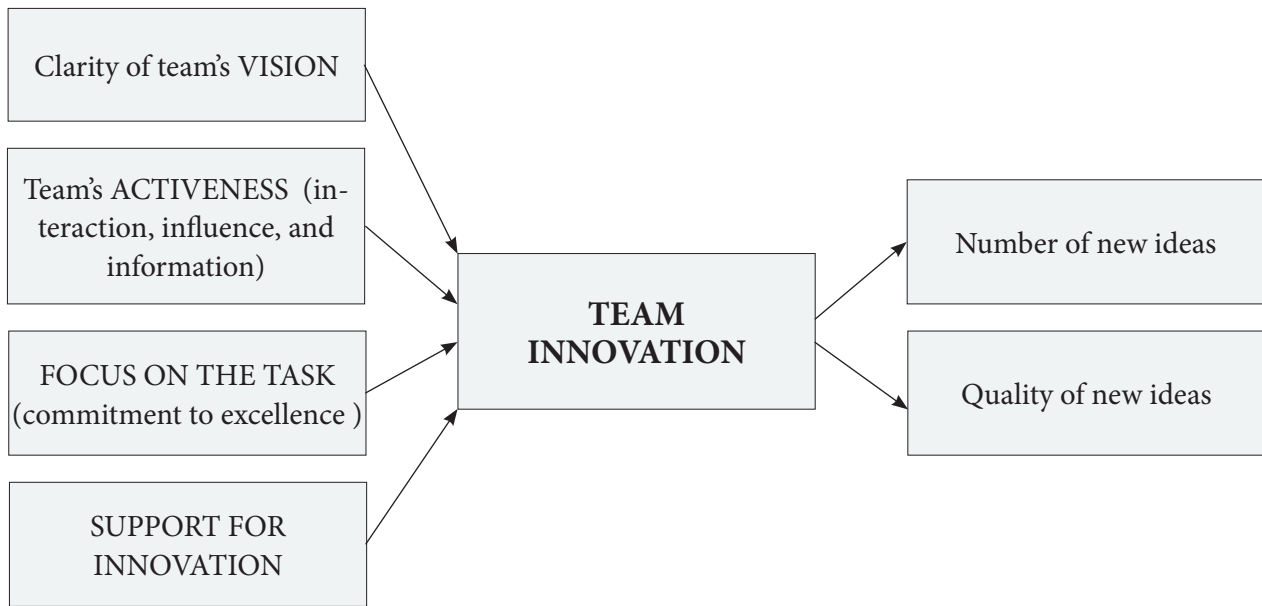 Clarity of team's VISION
Team's ACTIVENESS (in-
teraction, influence, and
information)
FOCUS ON THE TASK
(commitment to excellence )
SUPPORT FOR
INNOVATION
TEAM
INNOVATION
Number of new ideas
Quality of new ideas